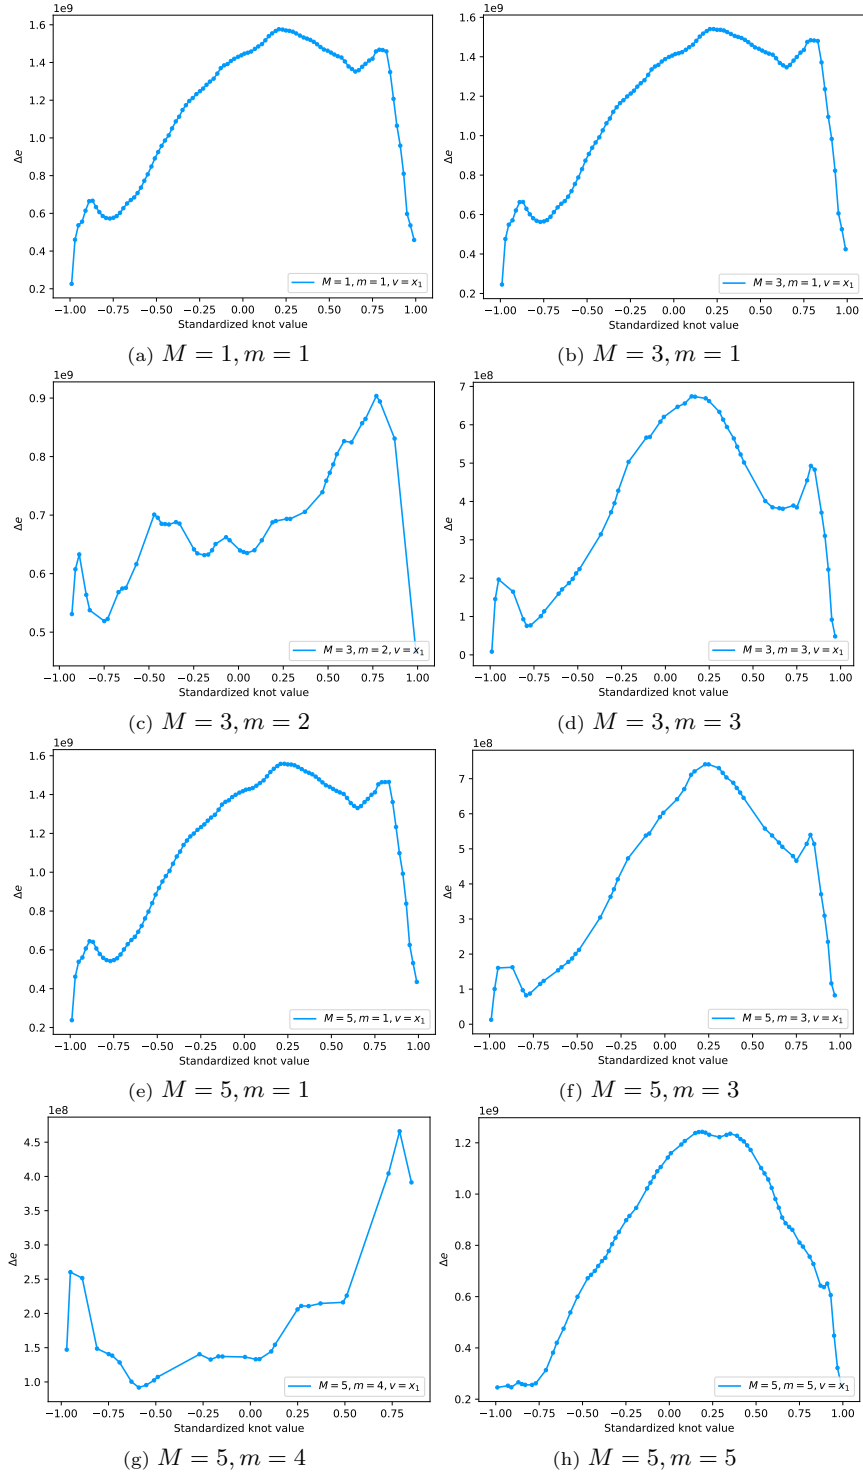 1e9
1.6
1.4
1.2
1.0
0.8
0.6
0.4
0.2
Δe
−1.00 −0.75 −0.50 −0.25 0.00 0.25 0.50 0.75 1.00
Standardized knot value
M = 1, m = 1, v = x₁
(a) M = 1, m = 1
1e9
1.6
1.4
1.2
1.0
0.8
0.6
0.4
0.2
Δe
−1.00 −0.75 −0.50 −0.25 0.00 0.25 0.50 0.75 1.00
Standardized knot value
M = 3, m = 1, v = x₁
(b) M = 3, m = 1
1e9
0.9
0.8
0.7
0.6
0.5
Δe
−1.00 −0.75 −0.50 −0.25 0.00 0.25 0.50 0.75 1.00
Standardized knot value
M = 3, m = 2, v = x₁
(c) M = 3, m = 2
1e8
7
6
5
4
3
2
1
0
Δe
−1.00 −0.75 −0.50 −0.25 0.00 0.25 0.50 0.75 1.00
Standardized knot value
M = 3, m = 3, v = x₁
(d) M = 3, m = 3
1e9
1.6
1.4
1.2
1.0
0.8
0.6
0.4
0.2
Δe
−1.00 −0.75 −0.50 −0.25 0.00 0.25 0.50 0.75 1.00
Standardized knot value
M = 5, m = 1, v = x₁
(e) M = 5, m = 1
1e8
7
6
5
4
3
2
1
0
Δe
−1.00 −0.75 −0.50 −0.25 0.00 0.25 0.50 0.75 1.00
Standardized knot value
M = 5, m = 3, v = x₁
(f) M = 5, m = 3
1e8
4.5
4.0
3.5
3.0
2.5
2.0
1.5
1.0
Δe
−1.00 −0.75 −0.50 −0.25 0.00 0.25 0.50 0.75
Standardized knot value
M = 5, m = 4, v = x₁
(g) M = 5, m = 4
1e9
1.2
1.0
0.8
0.6
0.4
0.2
Δe
−1.00 −0.75 −0.50 −0.25 0.00 0.25 0.50 0.75 1.00
Standardized knot value
M = 5, m = 5, v = x₁
(h) M = 5, m = 5